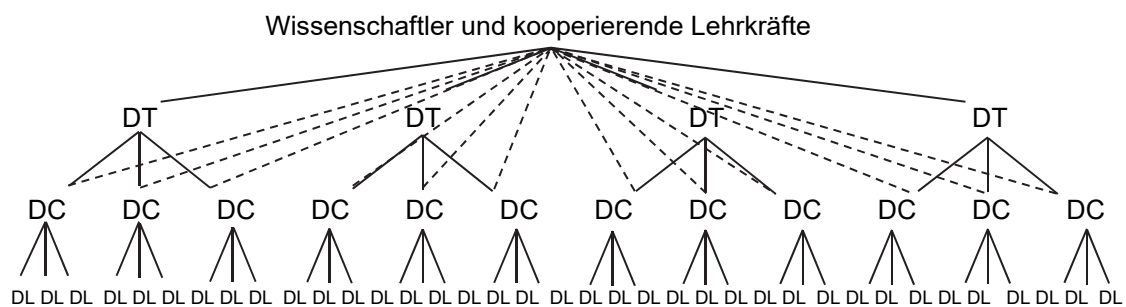 Wissenschaftler und kooperierende Lehrkräfte
DT DT DT DT
DC DC DC DC DC DC DC DC DC DC DC DC
DL DL DL DL DL DL DL DL DL DL DL DL DL DL DL DL DL DL DL DL DL DL DL DL DL DL DL DL DL DL DL DL DL DL DL DL